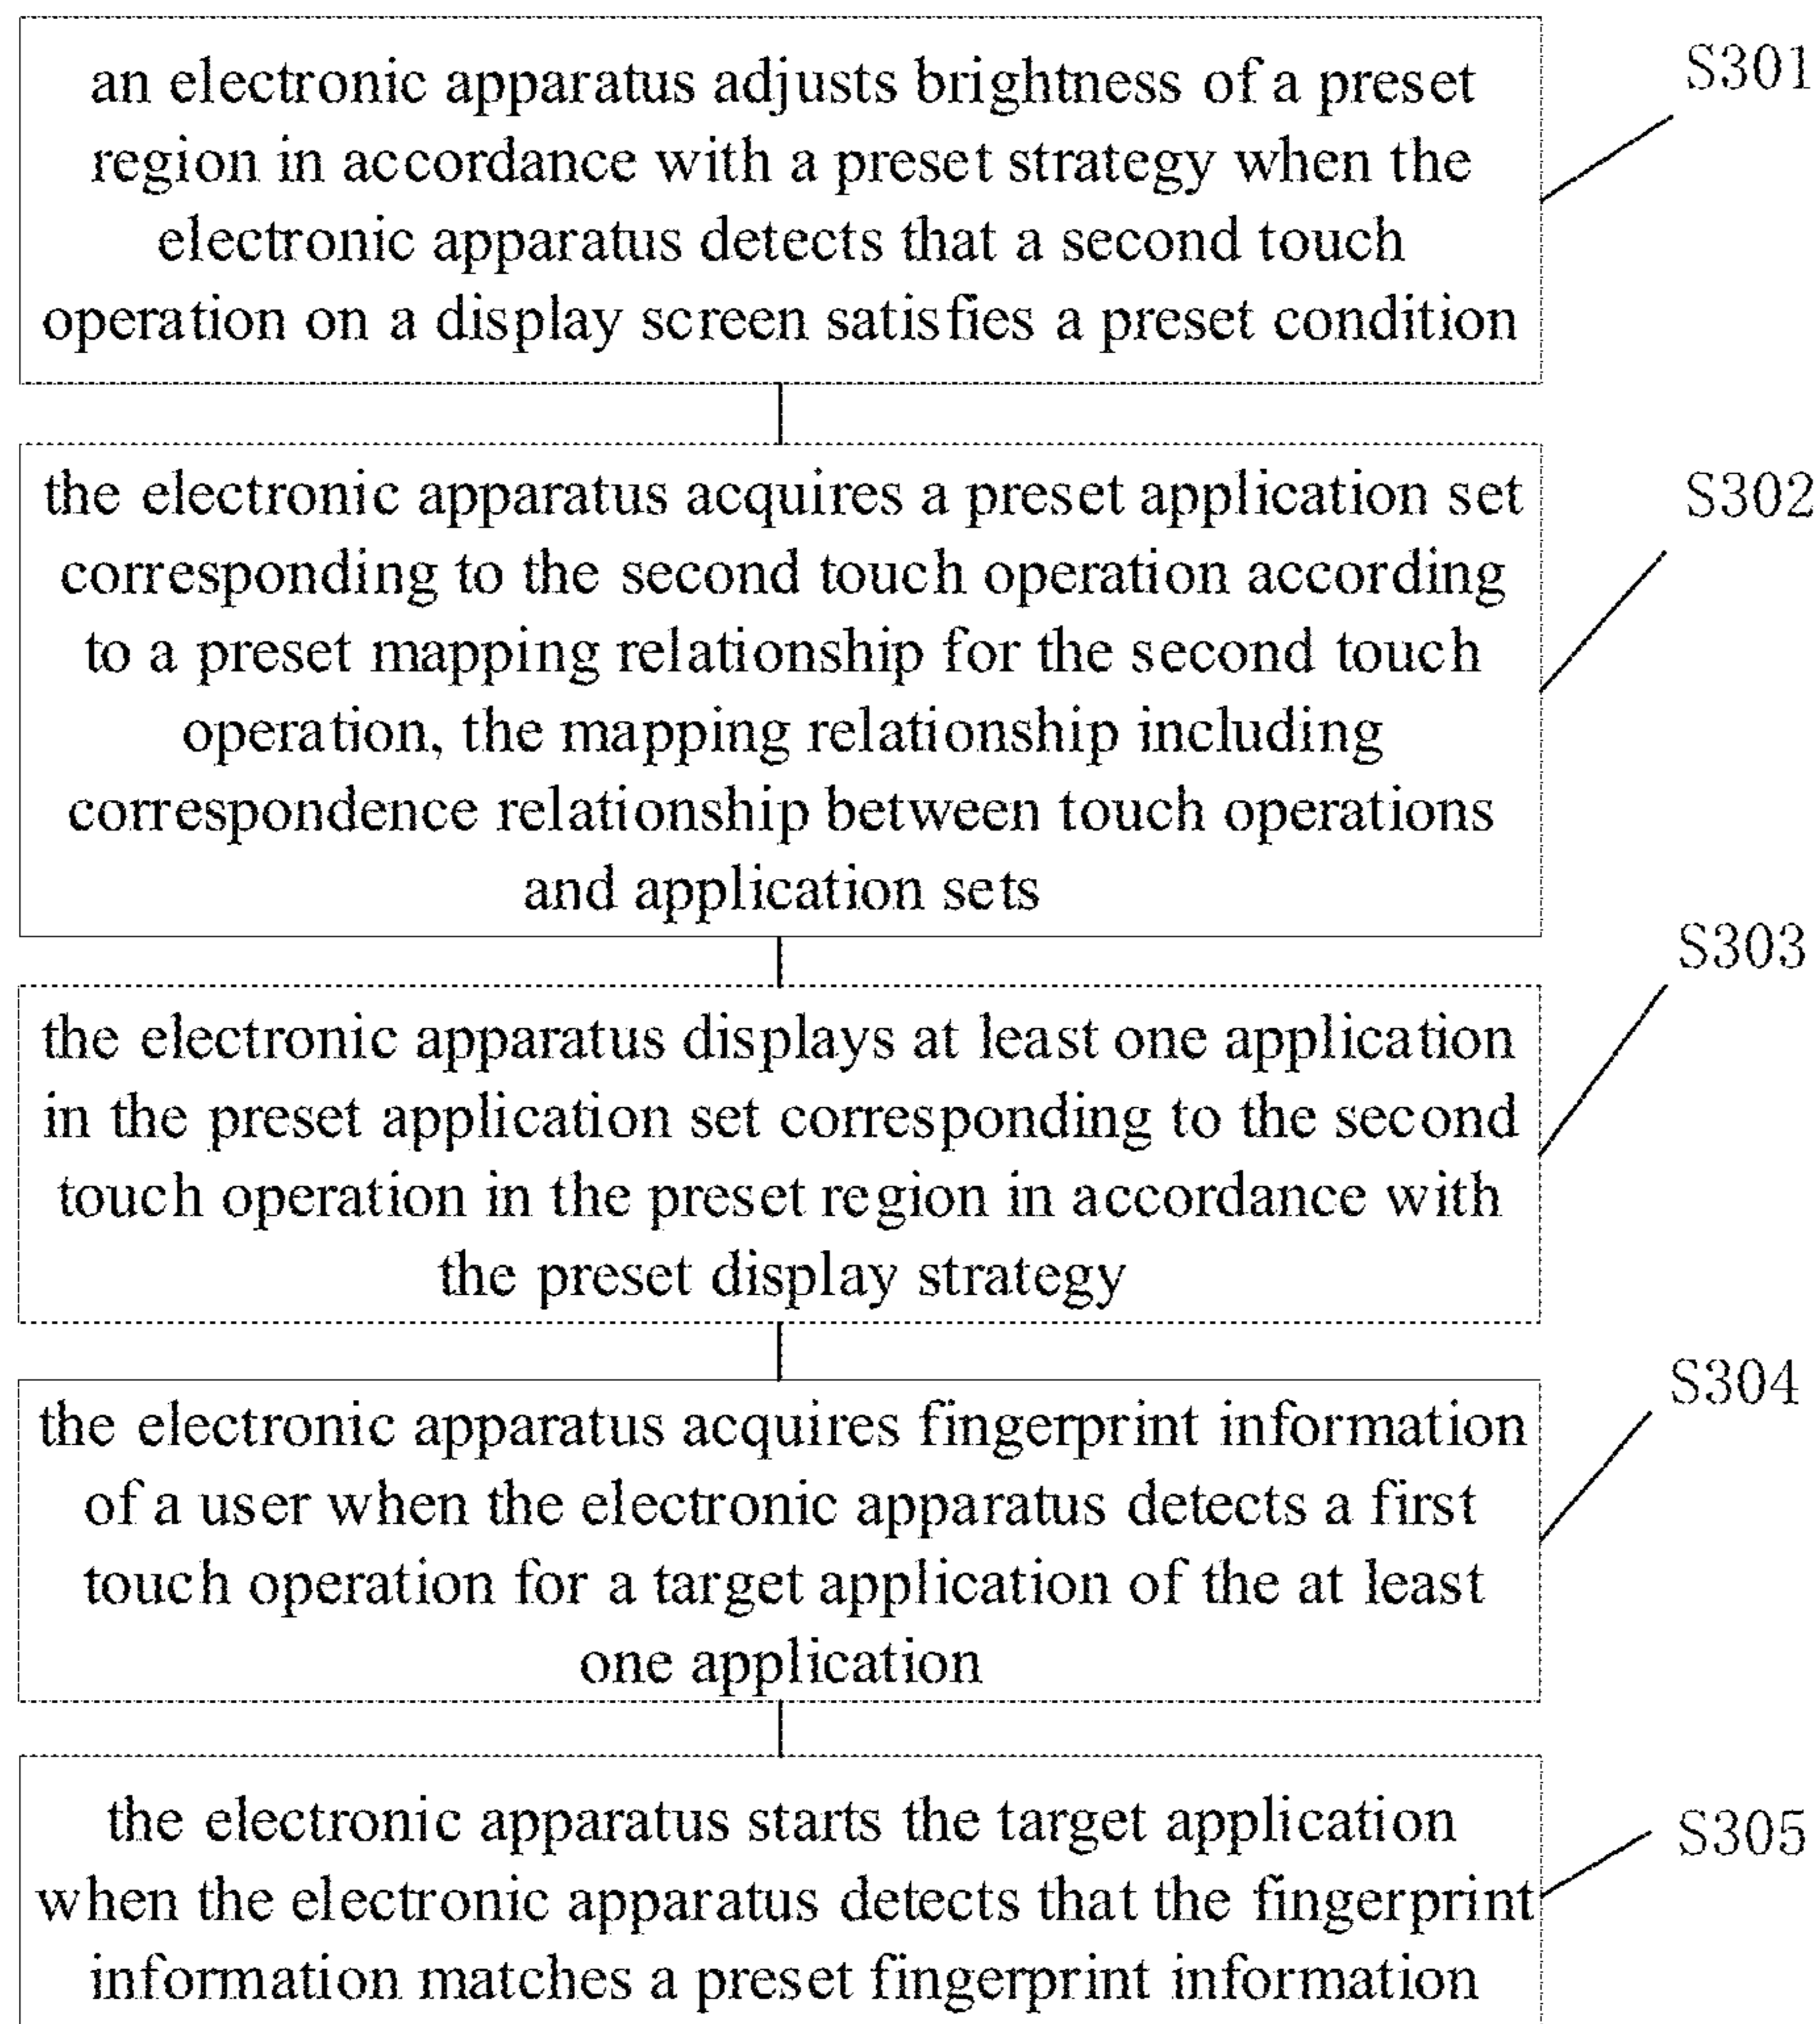 an electronic apparatus adjusts brightness of a preset
region in accordance with a preset strategy when the
electronic apparatus detects that a second touch
operation on a display screen satisfies a preset condition
S301
the electronic apparatus acquires a preset application set
corresponding to the second touch operation according
to a preset mapping relationship for the second touch
operation, the mapping relationship including
correspondence relationship between touch operations
and application sets
S302
the electronic apparatus displays at least one application
in the preset application set corresponding to the second
touch operation in the preset region in accordance with
the preset display strategy
S303
the electronic apparatus acquires fingerprint information
of a user when the electronic apparatus detects a first
touch operation for a target application of the at least
one application
S304
the electronic apparatus starts the target application
when the electronic apparatus detects that the fingerprint
information matches a preset fingerprint information
S305